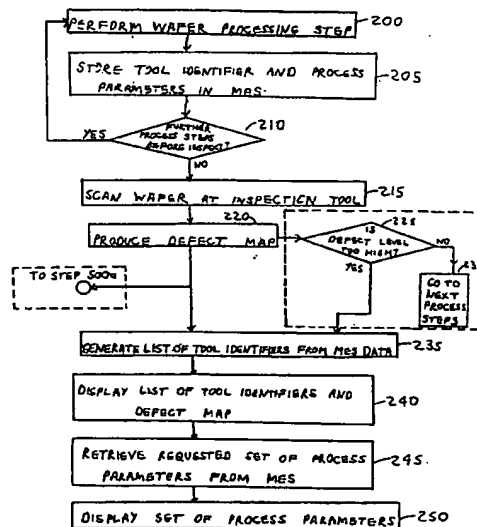 PERFORM WAFER PROCESSING STEP
200
STORE TOOL IDENTIFIER AND PROCESS
PARAMETERS IN MES.
205
FURTHER
PROCESS STEPS
BEFORE INSPECT?
210
YES
NO
SCAN WAFER AT INSPECTION TOOL
215
220
PRODUCE DEFECT MAP
225
IS
DEFECT LEVEL
TOO HIGH?
NO
YES
23
GO TO
NEXT
PROCESS
STEPS
TO STEP 500
GENERATE LIST OF TOOL IDENTIFIERS FROM MES DATA
235
DISPLAY LIST OF TOOL IDENTIFIERS AND
DEFECT MAP
240
RETRIEVE REQUESTED SET OF PROCESS
PARAMETERS FROM MES
245.
DISPLAY SET OF PROCESS PARAMETERS
250